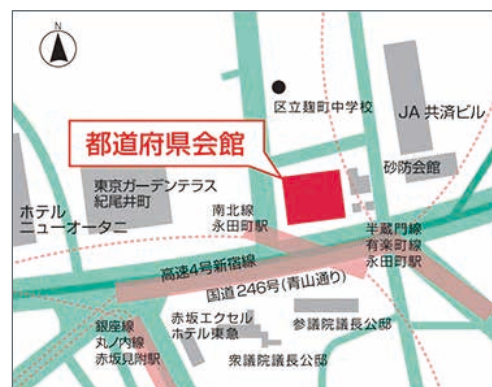 N
区立麹町中学校
JA共済ビル
都道府県会館
砂防会館
東京ガーデンテラス
紀尾井町
ホテル
ニューオータニ
南北線
永田町駅
半蔵門線
有楽町線
永田町駅
高速4号新宿線
国道246号(青山通り)
銀座線
丸ノ内線
赤坂見附駅
赤坂エクセル
ホテル東急
参議院議長公邸
衆議院議長公邸